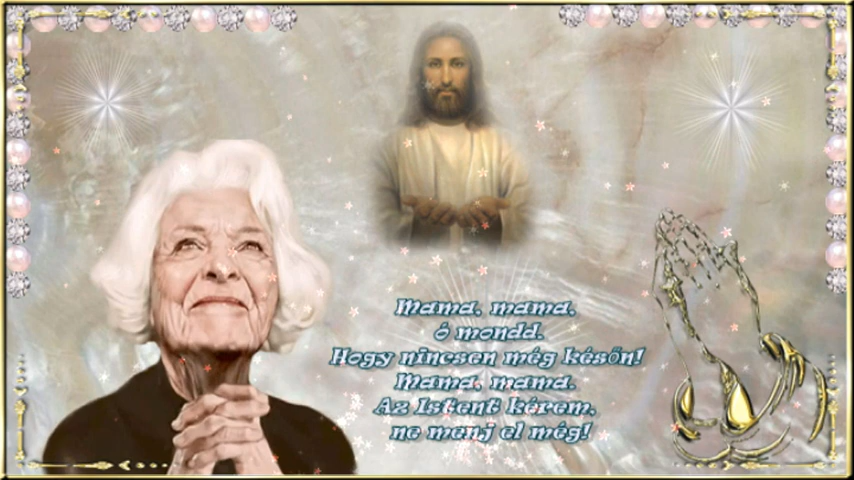 Mama, mama,
ó mondd.
Hogy nincsen még későn!
Mama, mama.
Az Istent kérem,
ne menj el még!